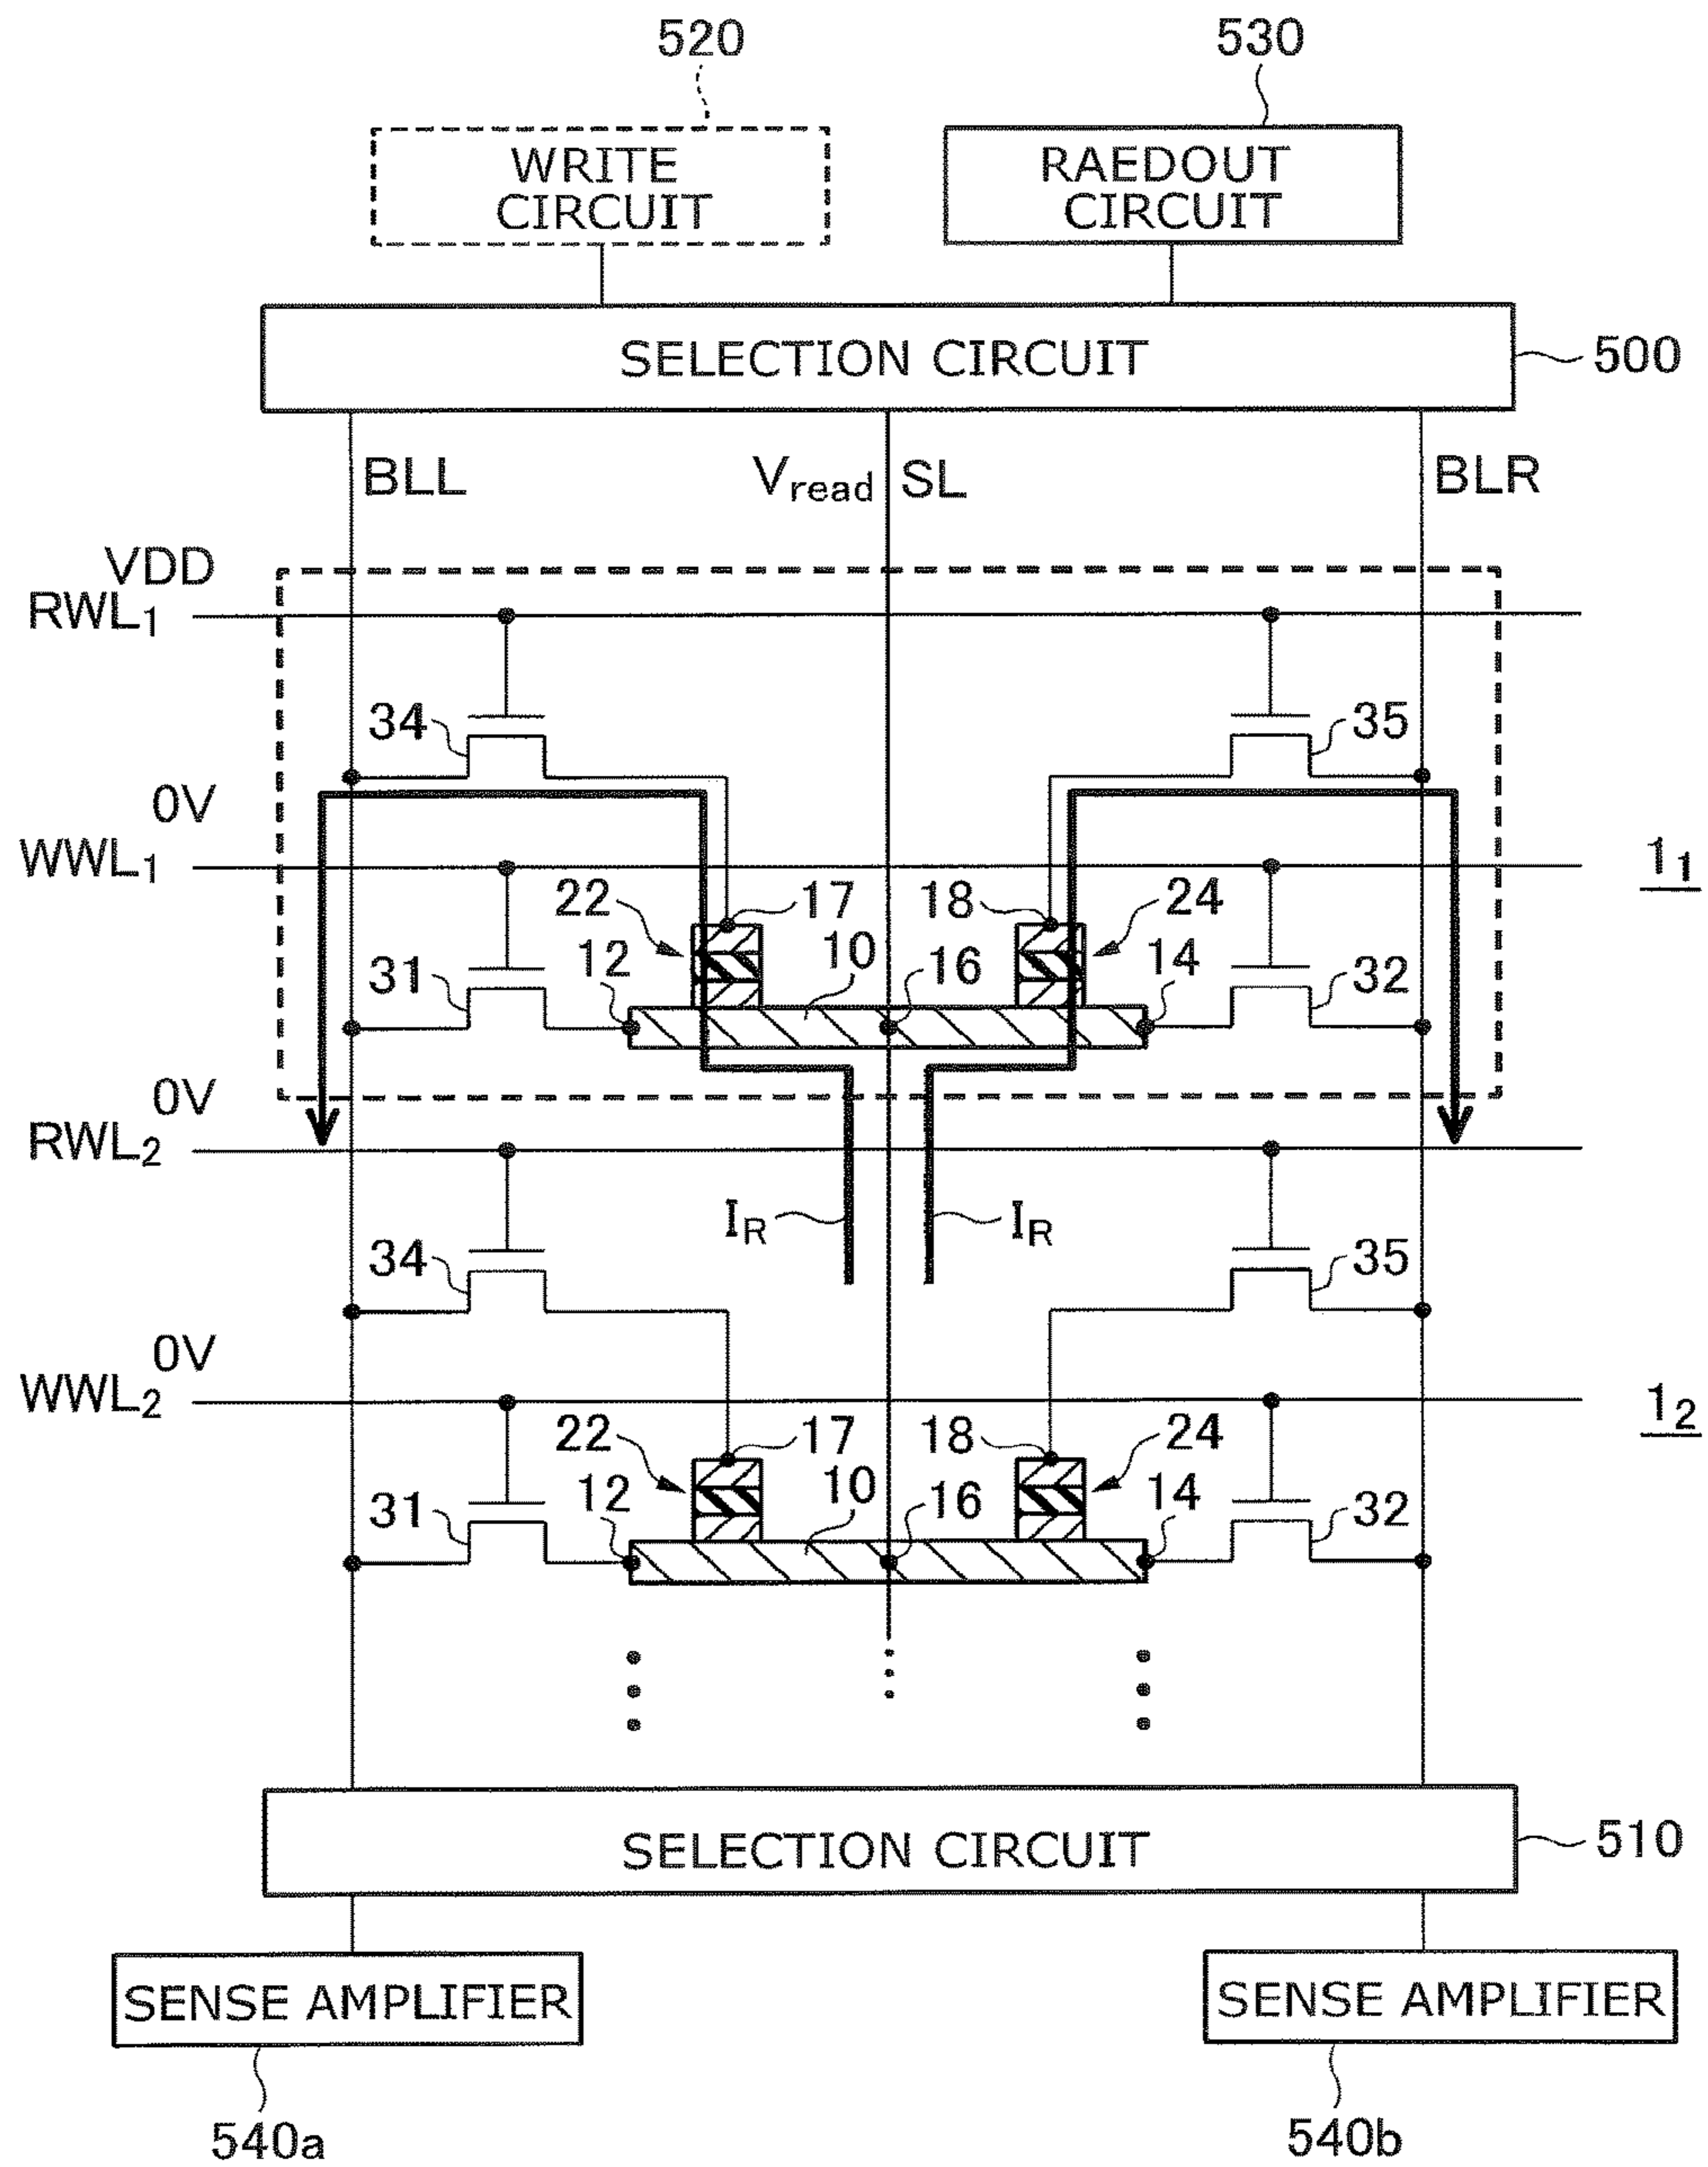 520
530
WRITE
CIRCUIT
RAEDOUT
CIRCUIT
SELECTION CIRCUIT
500
BLL
Vread
SL
BLR
VDD
RWL1
34
35
0V
WWL1
11
22
17
18
24
12
10
16
14
31
32
0V
RWL2
IR
IR
34
35
0V
WWL2
12
22
17
18
24
12
10
16
14
31
32
SELECTION CIRCUIT
510
SENSE AMPLIFIER
SENSE AMPLIFIER
540a
540b